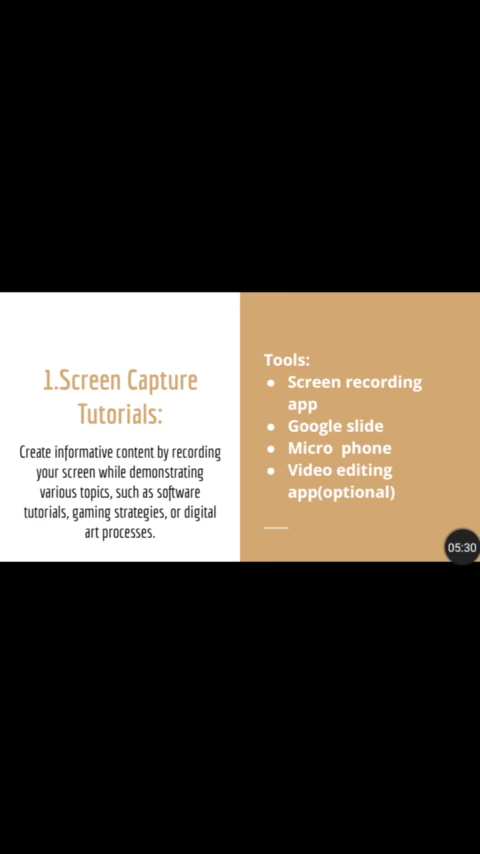 1.Screen Capture
Tutorials:
Create informative content by recording
your screen while demonstrating
various topics, such as software
tutorials, gaming strategies, or digital
art processes.
Tools:
● Screen recording
app
● Google slide
● Micro phone
● Video editing
app(optional)
05:30